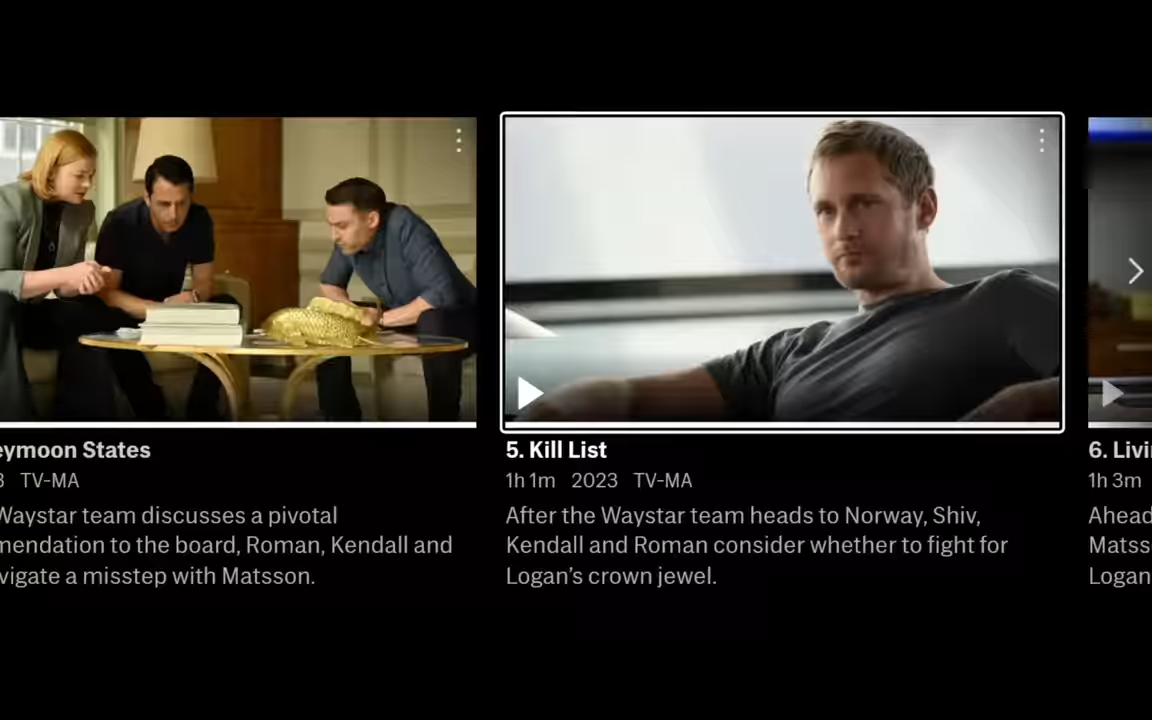 eymoon States
3 TV-MA
Waystar team discusses a pivotal
mendation to the board, Roman, Kendall and
vigate a misstep with Matsson.
5. Kill List
1h 1m 2023 TV-MA
After the Waystar team heads to Norway, Shiv,
Kendall and Roman consider whether to fight for
Logan's crown jewel.
6. Livi
1h 3m
Ahead
Matss
Logan